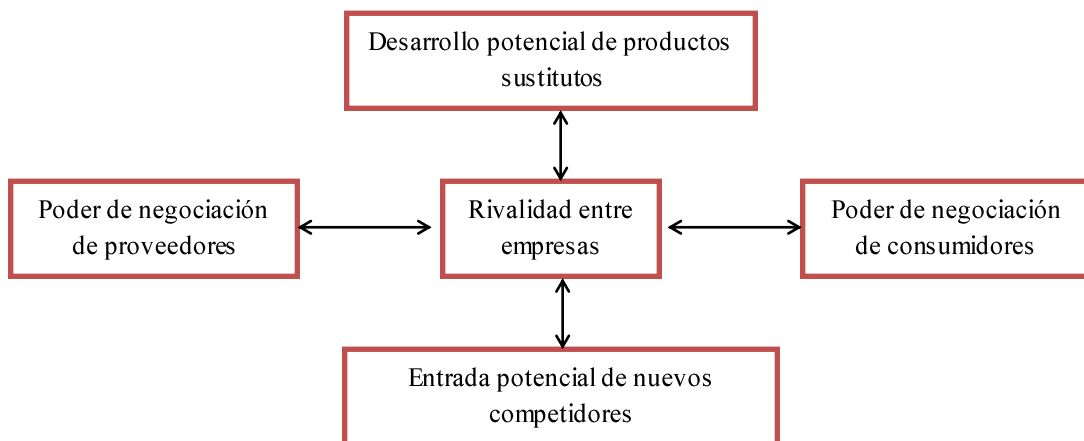 Desarrollo potencial de productos
sustitutos
Poder de negociación
de proveedores
Rivalidad entre
empresas
Poder de negociación
de consumidores
Entrada potencial de nuevos
competidores